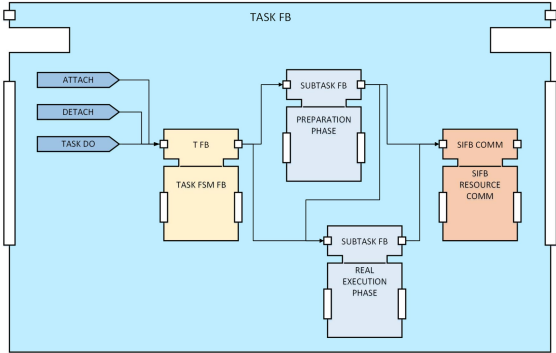 TASK FB
ATTACH
DETACH
TASK DO
T FB
TASK FSM FB
SUBTASK FB
PREPARATION
PHASE
SUBTASK FB
REAL
EXECUTION
PHASE
SIFB COMM
SIFB
RESOURCE
COMM